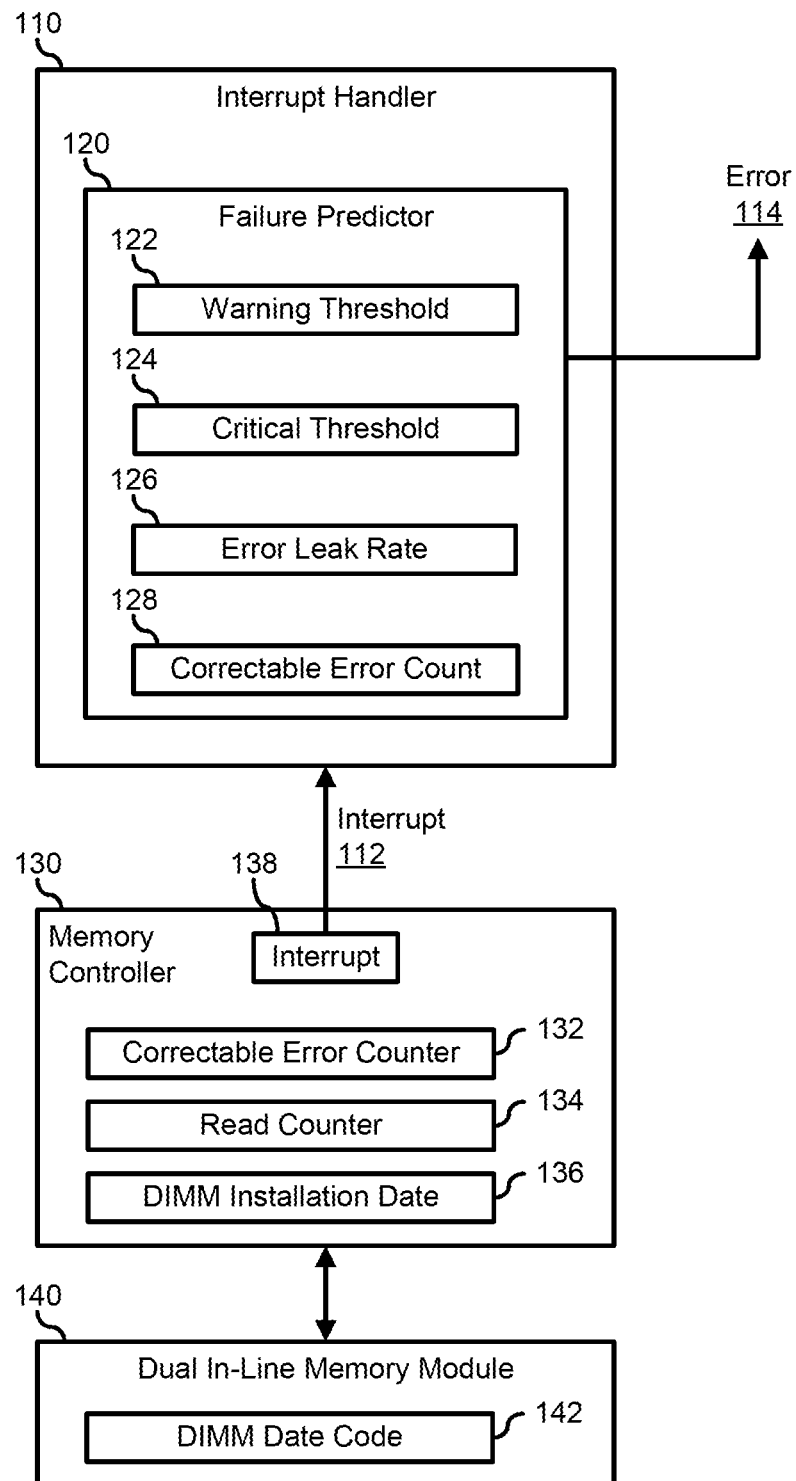 110
Interrupt Handler
120
Failure Predictor
Error
114
122
Warning Threshold
124
Critical Threshold
126
Error Leak Rate
128
Correctable Error Count
Interrupt
112
130
138
Memory
Controller
Interrupt
Correctable Error Counter
132
Read Counter
134
DIMM Installation Date
136
140
Dual In-Line Memory Module
DIMM Date Code
142